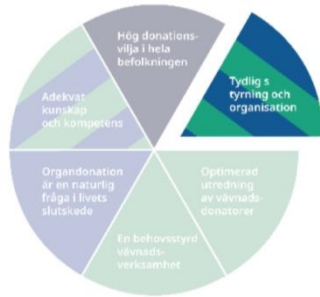 Hög donations-
vilja i hela
befolkningen
Tydlig s
tyrning och
organisation
Optimerad
utredning
av vävnads-
donatorer
En behovsstyrd
vävnads-
verksamhet
Organdonation
är en naturlig
fråga i livets
slutskede
Adekvat
kunskap
och kompetens